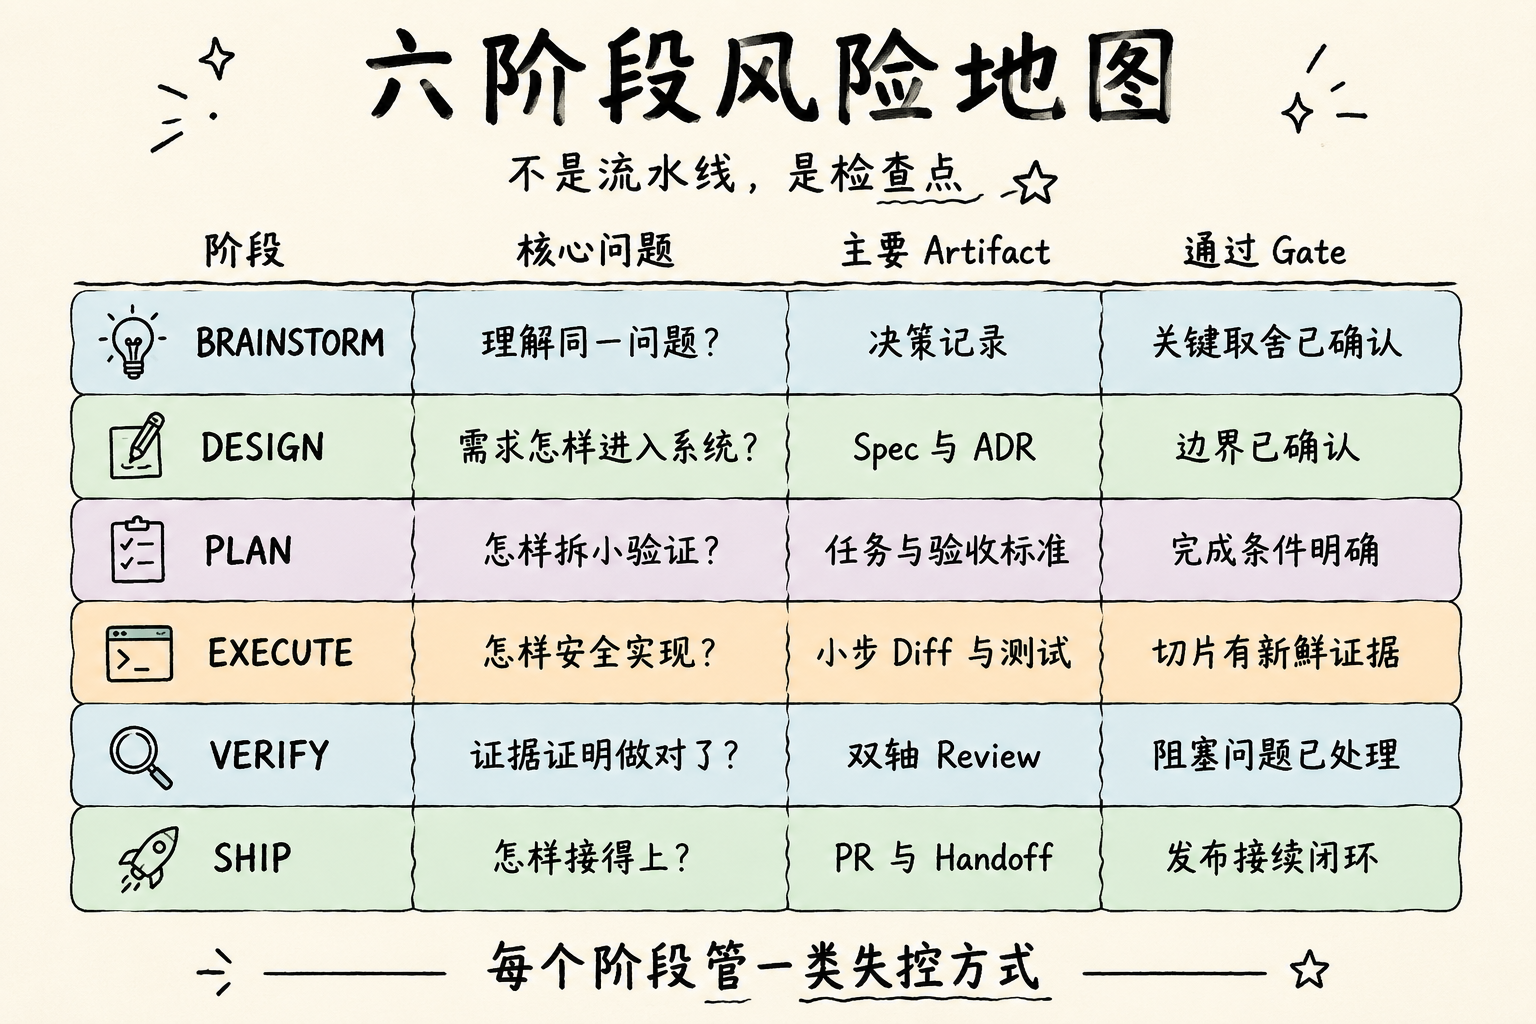 六阶段风险地图
不是流水线，是检查点
阶段 核心问题 主要 Artifact 通过 Gate
BRAINSTORM 理解同一问题？ 决策记录 关键取舍已确认
DESIGN 需求怎样进入系统？ Spec 与 ADR 边界已确认
PLAN 怎样拆小验证？ 任务与验收标准 完成条件明确
EXECUTE 怎样安全实现？ 小步 Diff 与测试 切片有新鲜证据
VERIFY 证据证明做对了？ 双轴 Review 阻塞问题已处理
SHIP 怎样接得上？ PR 与 Handoff 发布接续闭环
每个阶段管一类失控方式